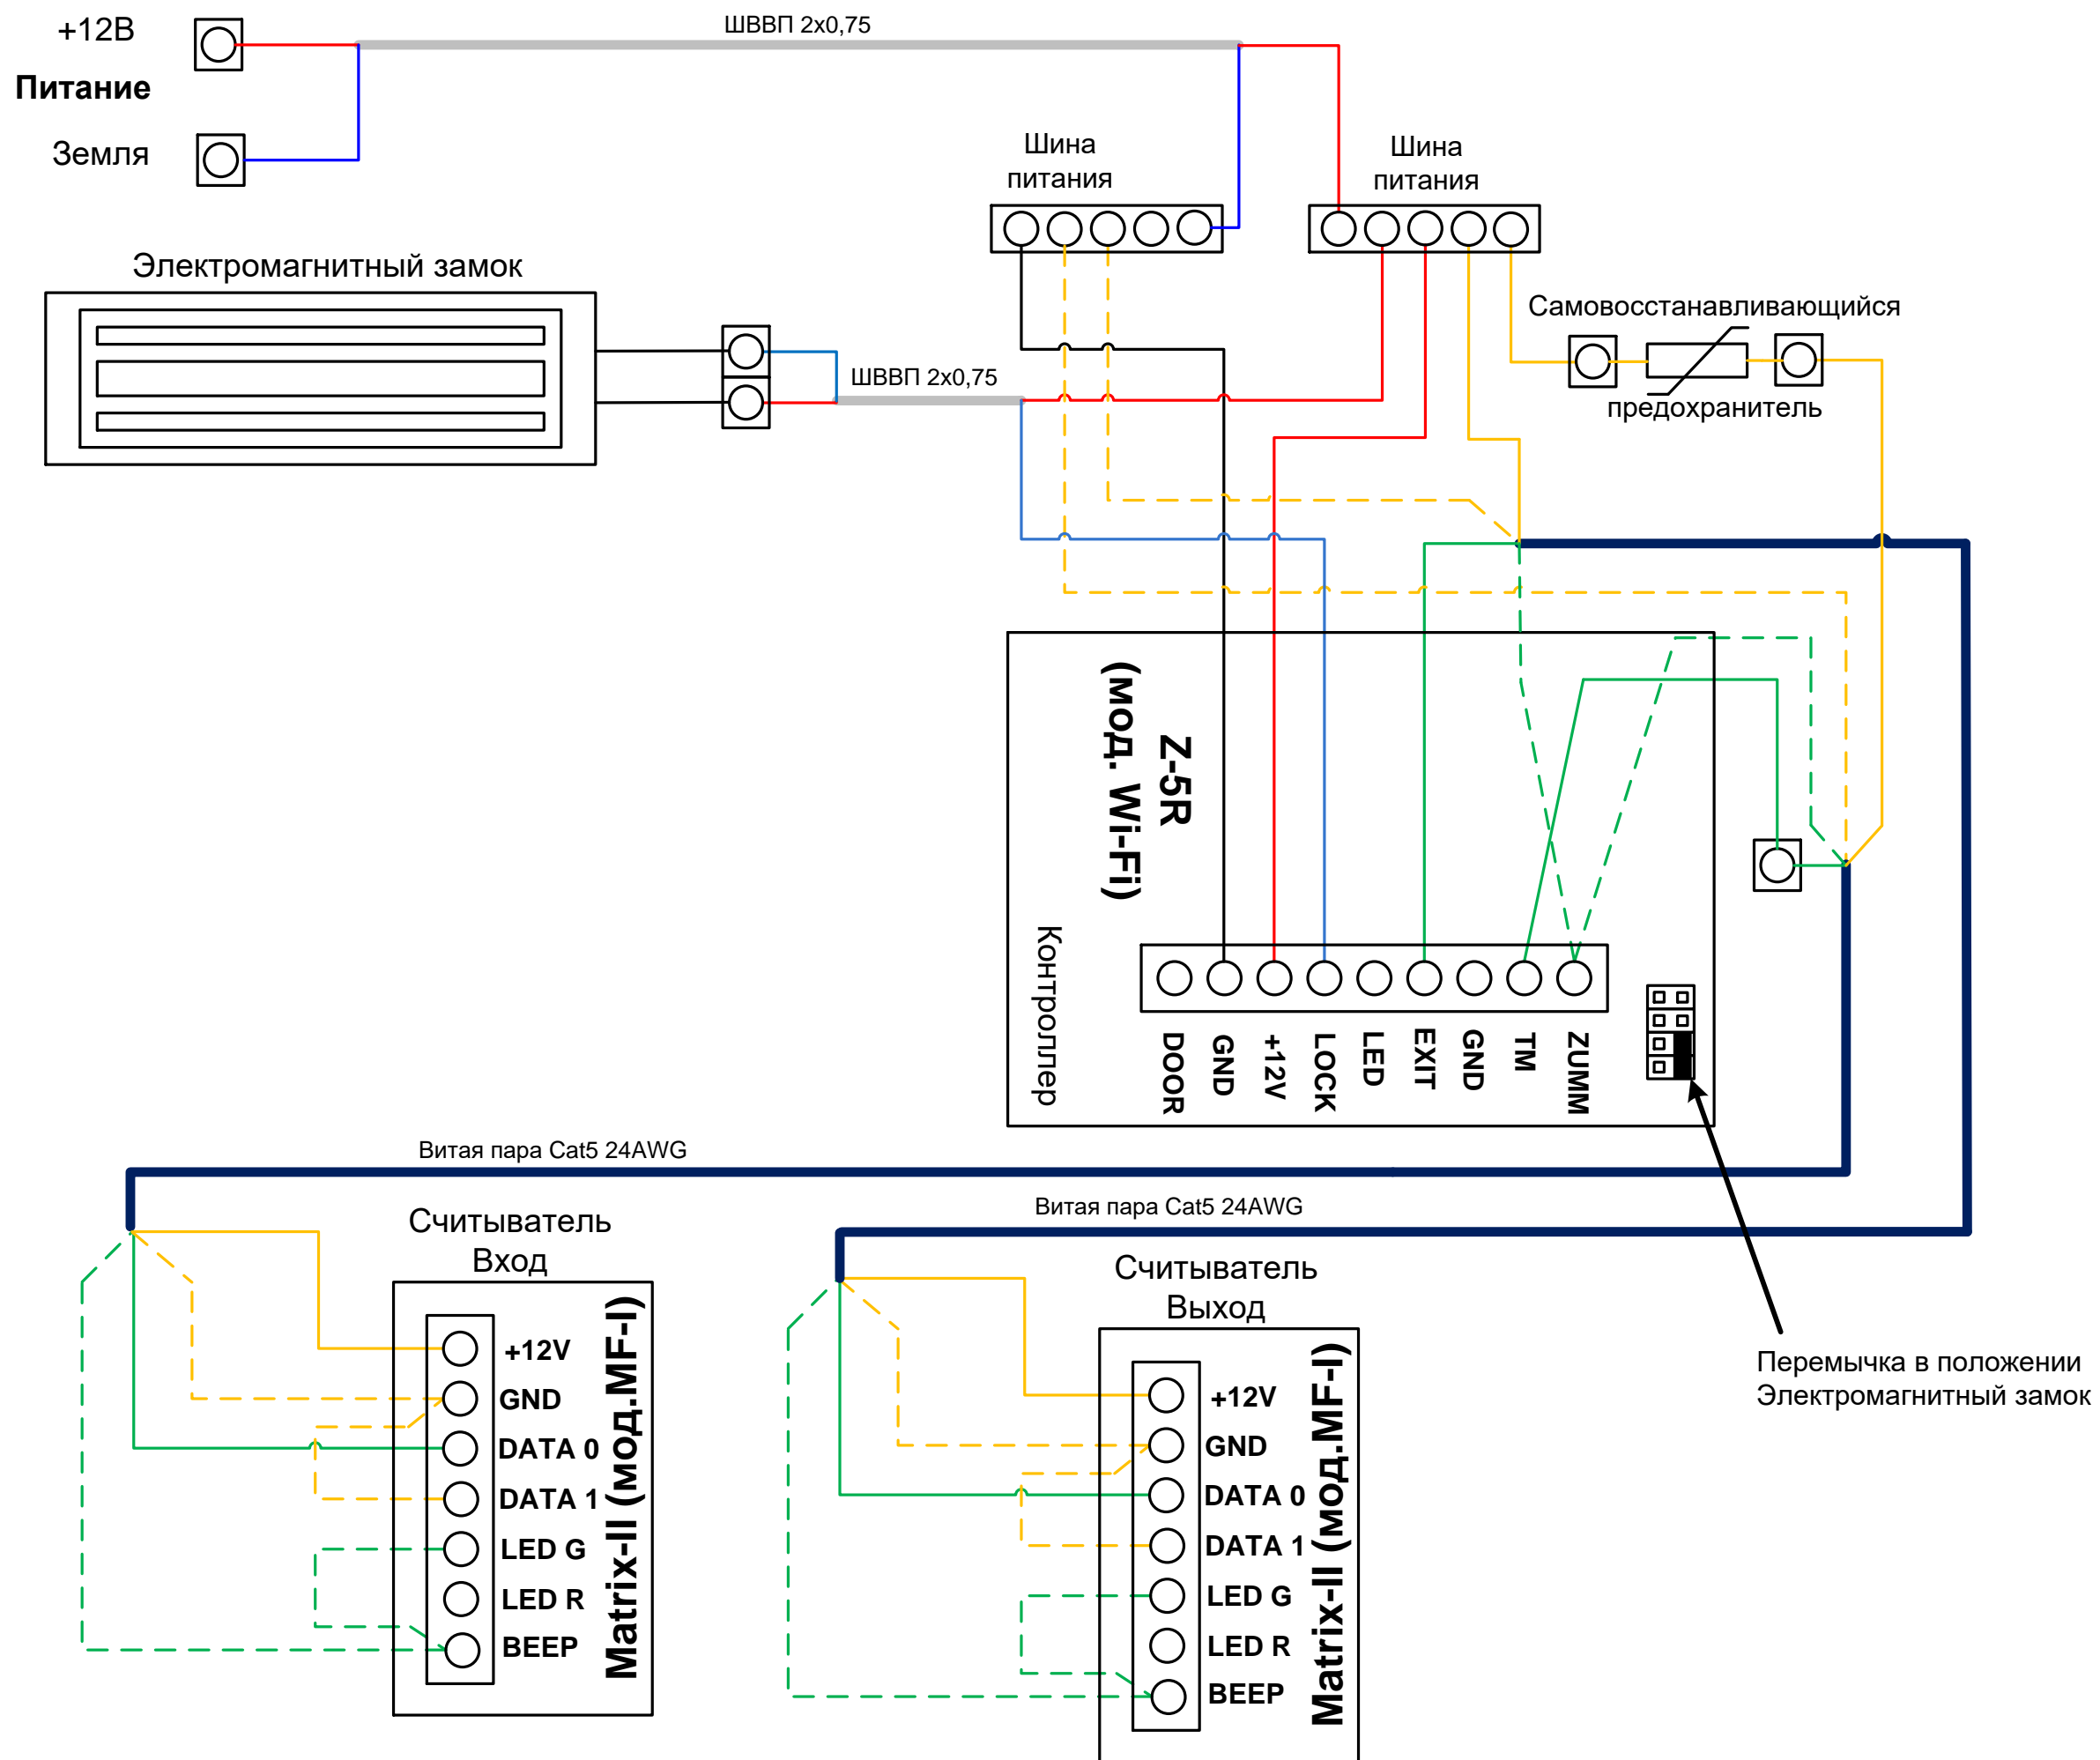 +12В
ШВВП 2х0,75
Питание
Земля
Шина
питания
Шина
питания
Электромагнитный замок
Самовосстанавливающийся
предохранитель
ШВВП 2х0,75
Z-5R
(мод. Wi-Fi)
Контроллер
DOOR
GND
+12V
LOCK
LED
EXIT
GND
TM
ZUMM
Витая пара Cat5 24AWG
Витая пара Cat5 24AWG
Считыватель
Вход
+12V
GND
DATA 0
DATA 1
LED G
LED R
BEEP
Matrix-II (мод.MF-I)
Считыватель
Выход
+12V
GND
DATA 0
DATA 1
LED G
LED R
BEEP
Matrix-II (мод.MF-I)
Перемычка в положении
Электромагнитный замок